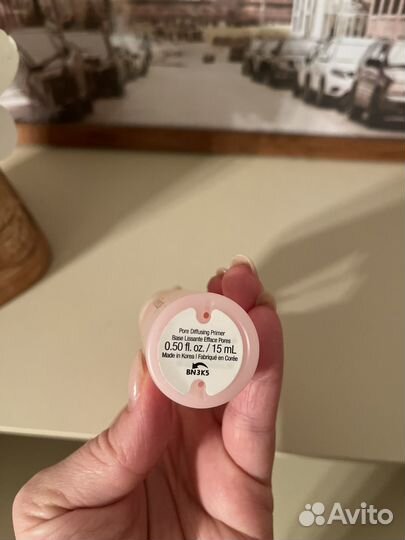 Pore Diffusing Primer
Base Lissante Efface Pores
0.50 fl. oz. / 15 mL
Made in Korea / Fabriqué en Corée
BN3K5
Avito